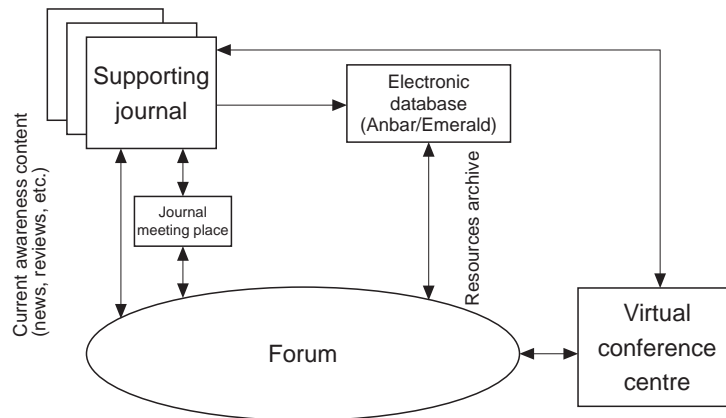 Supporting
journal
Electronic
database
(Anbar/Emerald)
Current awareness content
(news, reviews, etc.)
Journal
meeting place
Resources archive
Forum
Virtual
conference
centre